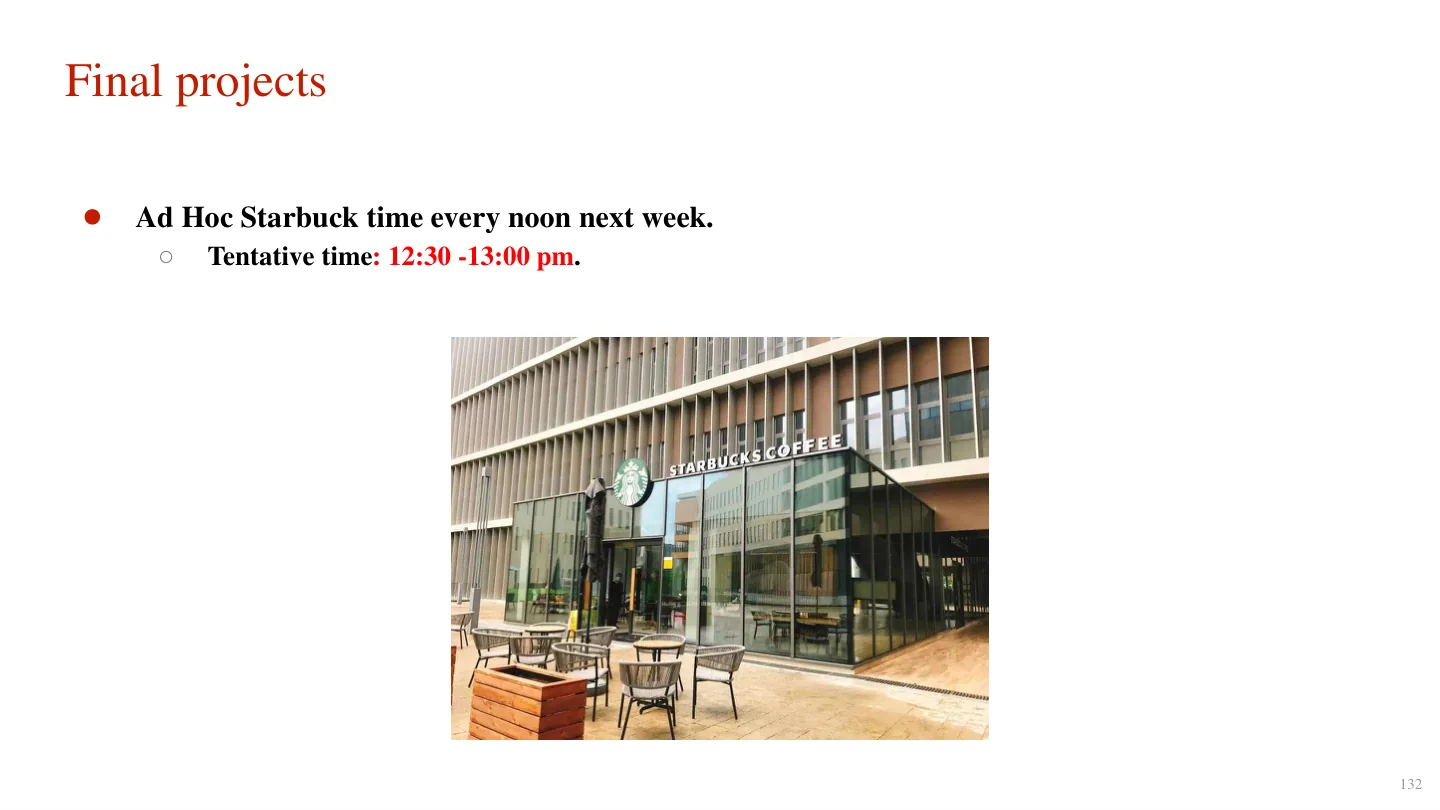 Final projects
● Ad Hoc Starbuck time every noon next week.
○ Tentative time: 12:30 -13:00 pm.
STARBUCKS COFFEE
132